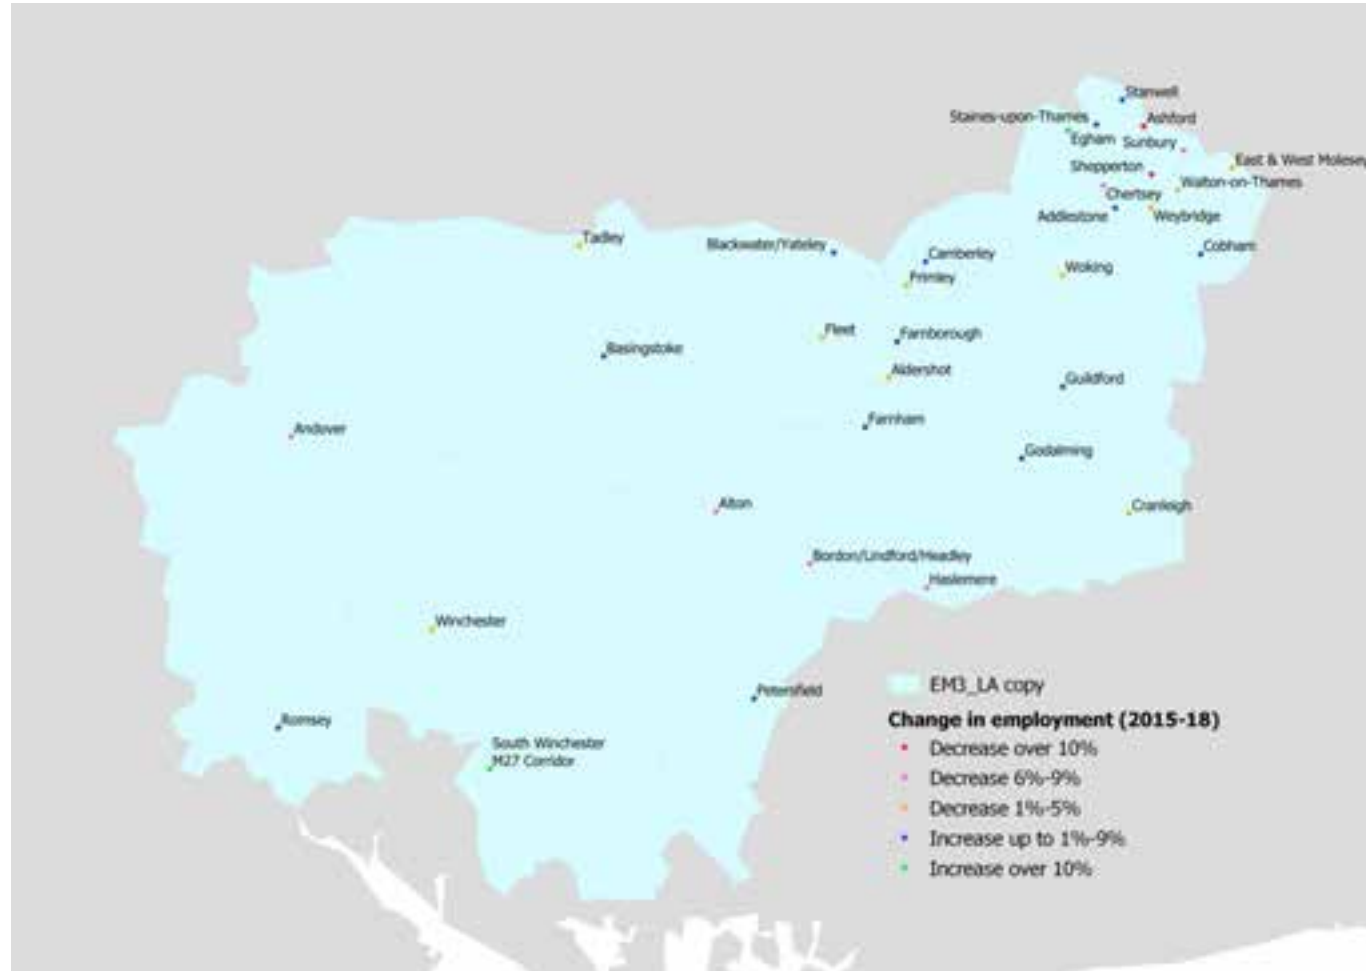 Stanwell
Staines-upon-Thames
Ashford
Egham
Sunbury
East & West Molesey
Shepperton
Walton-on-Thames
Chertsey
Addlestone
Weybridge
Tadley
Blackwater/Yateley
Camberley
Cobham
Woking
Frimley
Fleet
Farnborough
Basingstoke
Aldershot
Guildford
Farnham
Andover
Godalming
Alton
Cranleigh
Bordon/Lindford/Headley
Haslemere
Winchester
Petersfield
Romsey
South Winchester
M27 Corridor
EM3_LA copy
Change in employment (2015-18)
Decrease over 10%
Decrease 6%-9%
Decrease 1%-5%
Increase up to 1%-9%
Increase over 10%